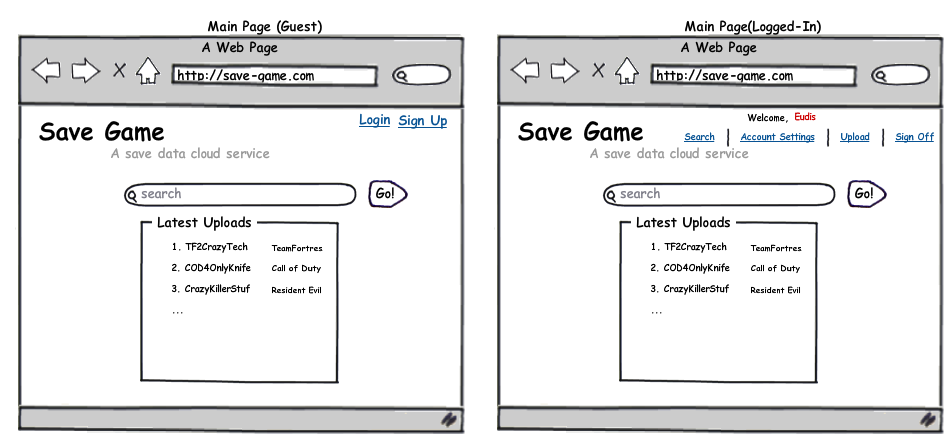 Main Page (Guest)
A Web Page
X
http://save-game.com
Login Sign Up
Save Game
A save data cloud service
search
Go!
Latest Uploads
1. TF2CrazyTech TeamFortres
2. COD4OnlyKnife Call of Duty
3. CrazyKillerStuf Resident Evil
...
Main Page(Logged-In)
A Web Page
X
http://save-game.com
Welcome, Eudis
Save Game
Search | Account Settings | Upload | Sign Off
A save data cloud service
search
Go!
Latest Uploads
1. TF2CrazyTech TeamFortres
2. COD4OnlyKnife Call of Duty
3. CrazyKillerStuf Resident Evil
...